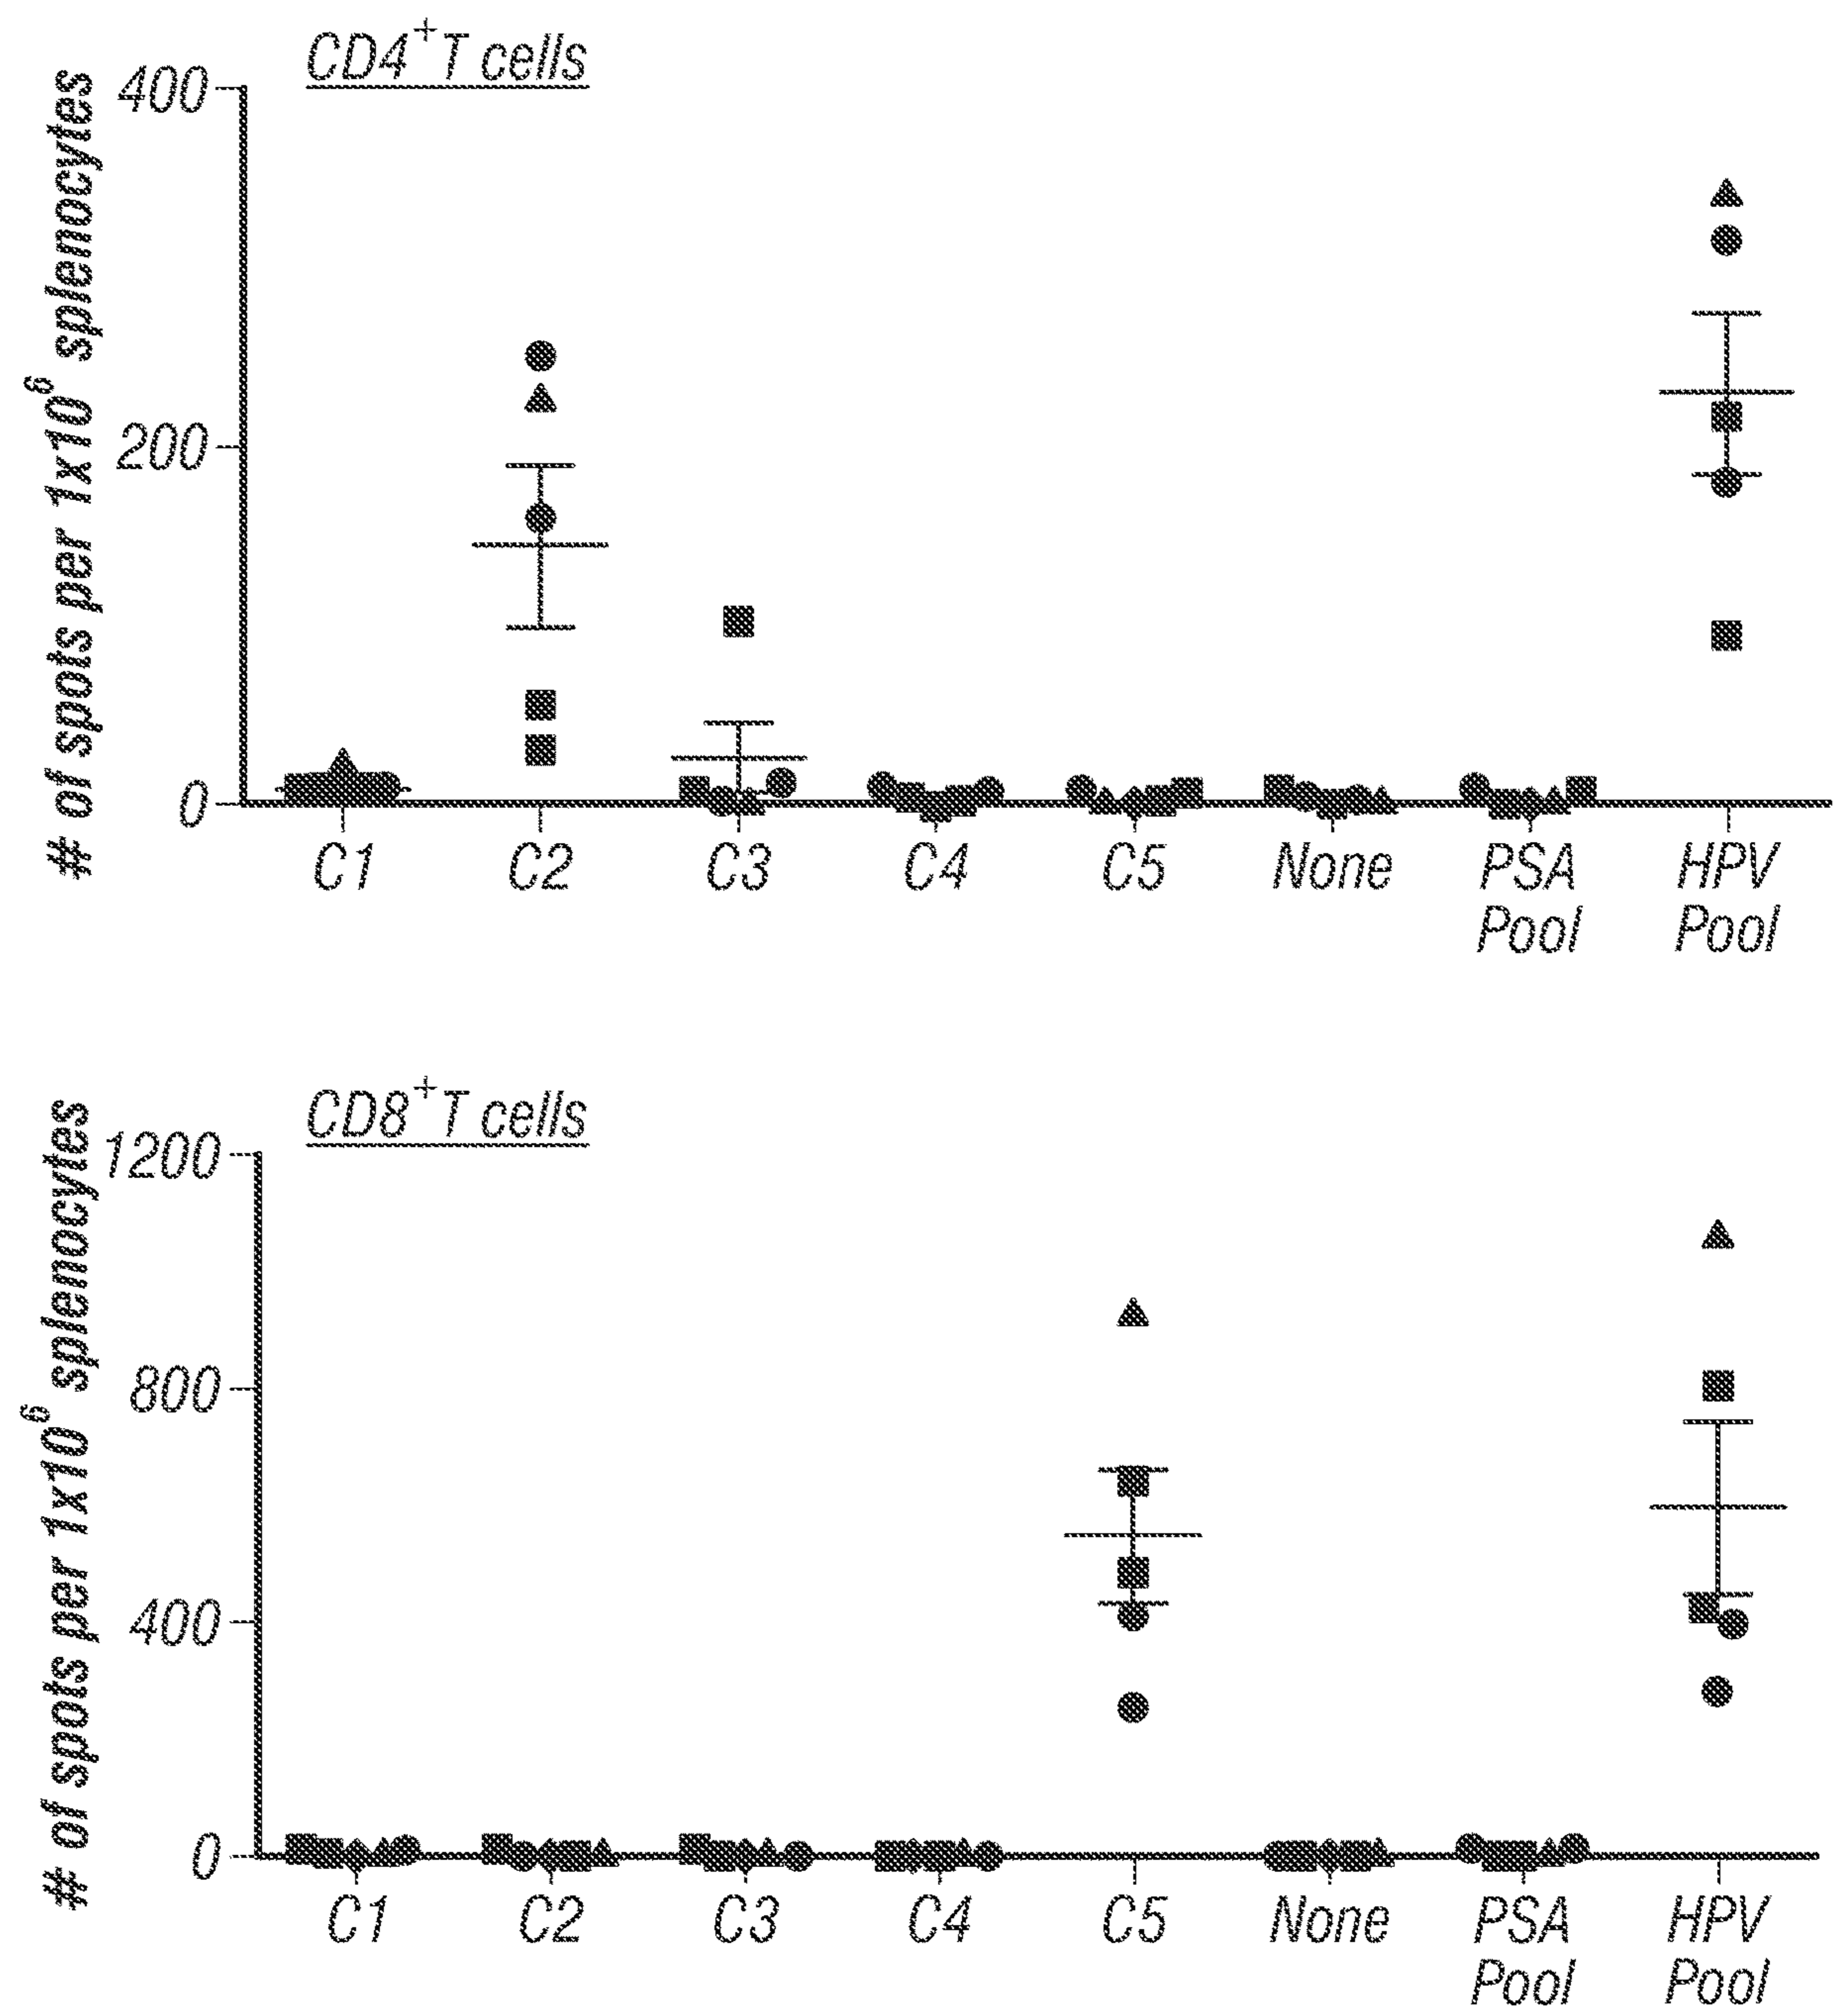 CD4+ T cells
# of spots per 1x10^6 splenocytes
400
200
0
C1 C2 C3 C4 C5 None PSA Pool HPV Pool
CD8+ T cells
# of spots per 1x10^6 splenocytes
1200
800
400
0
C1 C2 C3 C4 C5 None PSA Pool HPV Pool